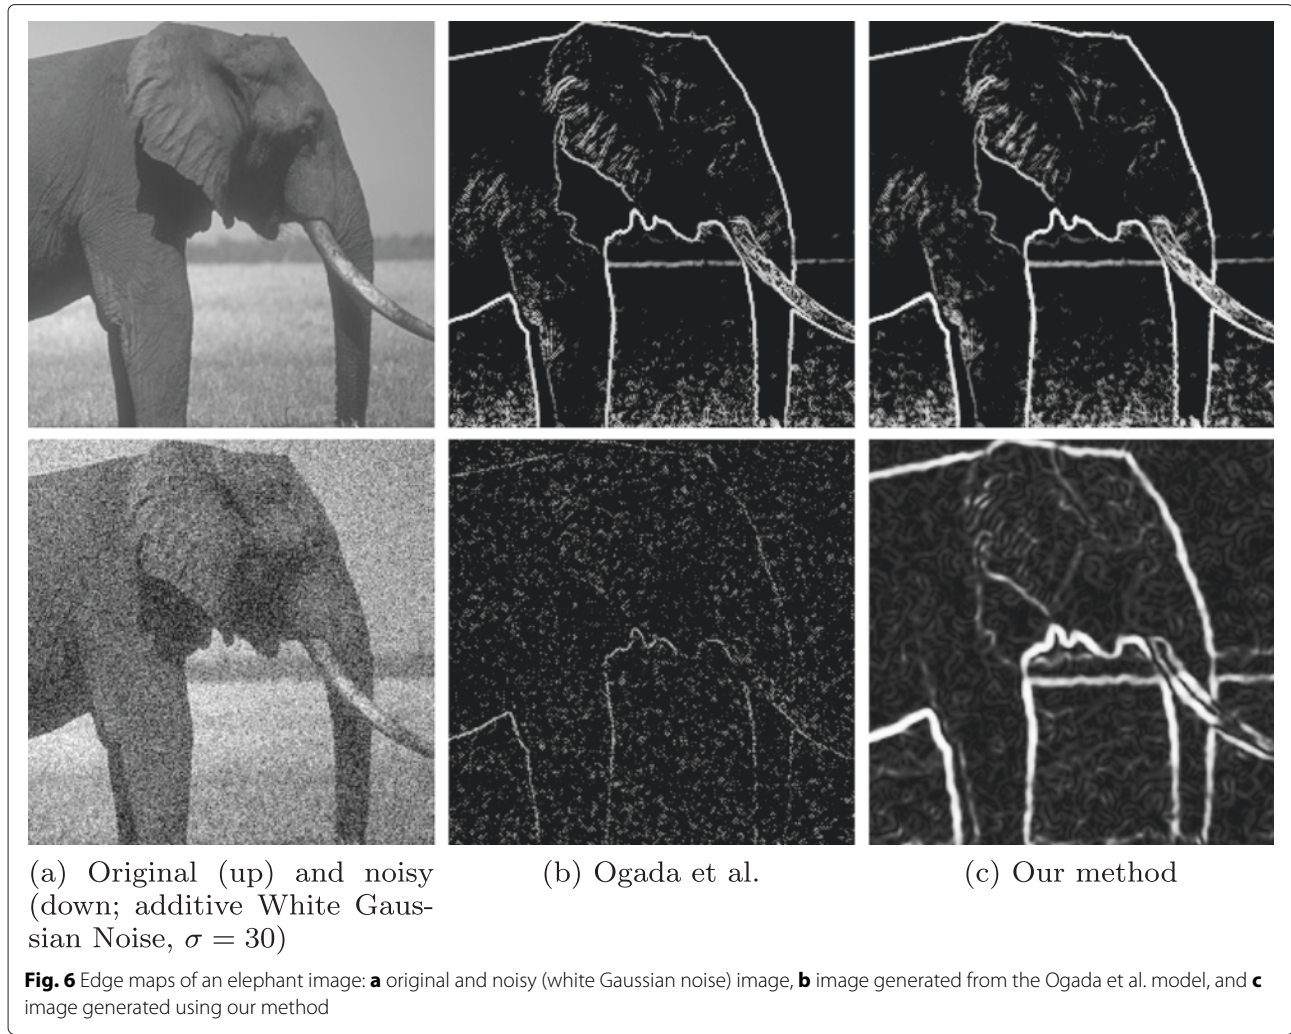 (a) Original (up) and noisy
(down; additive White Gaus-
sian Noise, σ = 30)
(b) Ogada et al.
(c) Our method
Fig. 6 Edge maps of an elephant image: a original and noisy (white Gaussian noise) image, b image generated from the Ogada et al. model, and c
image generated using our method